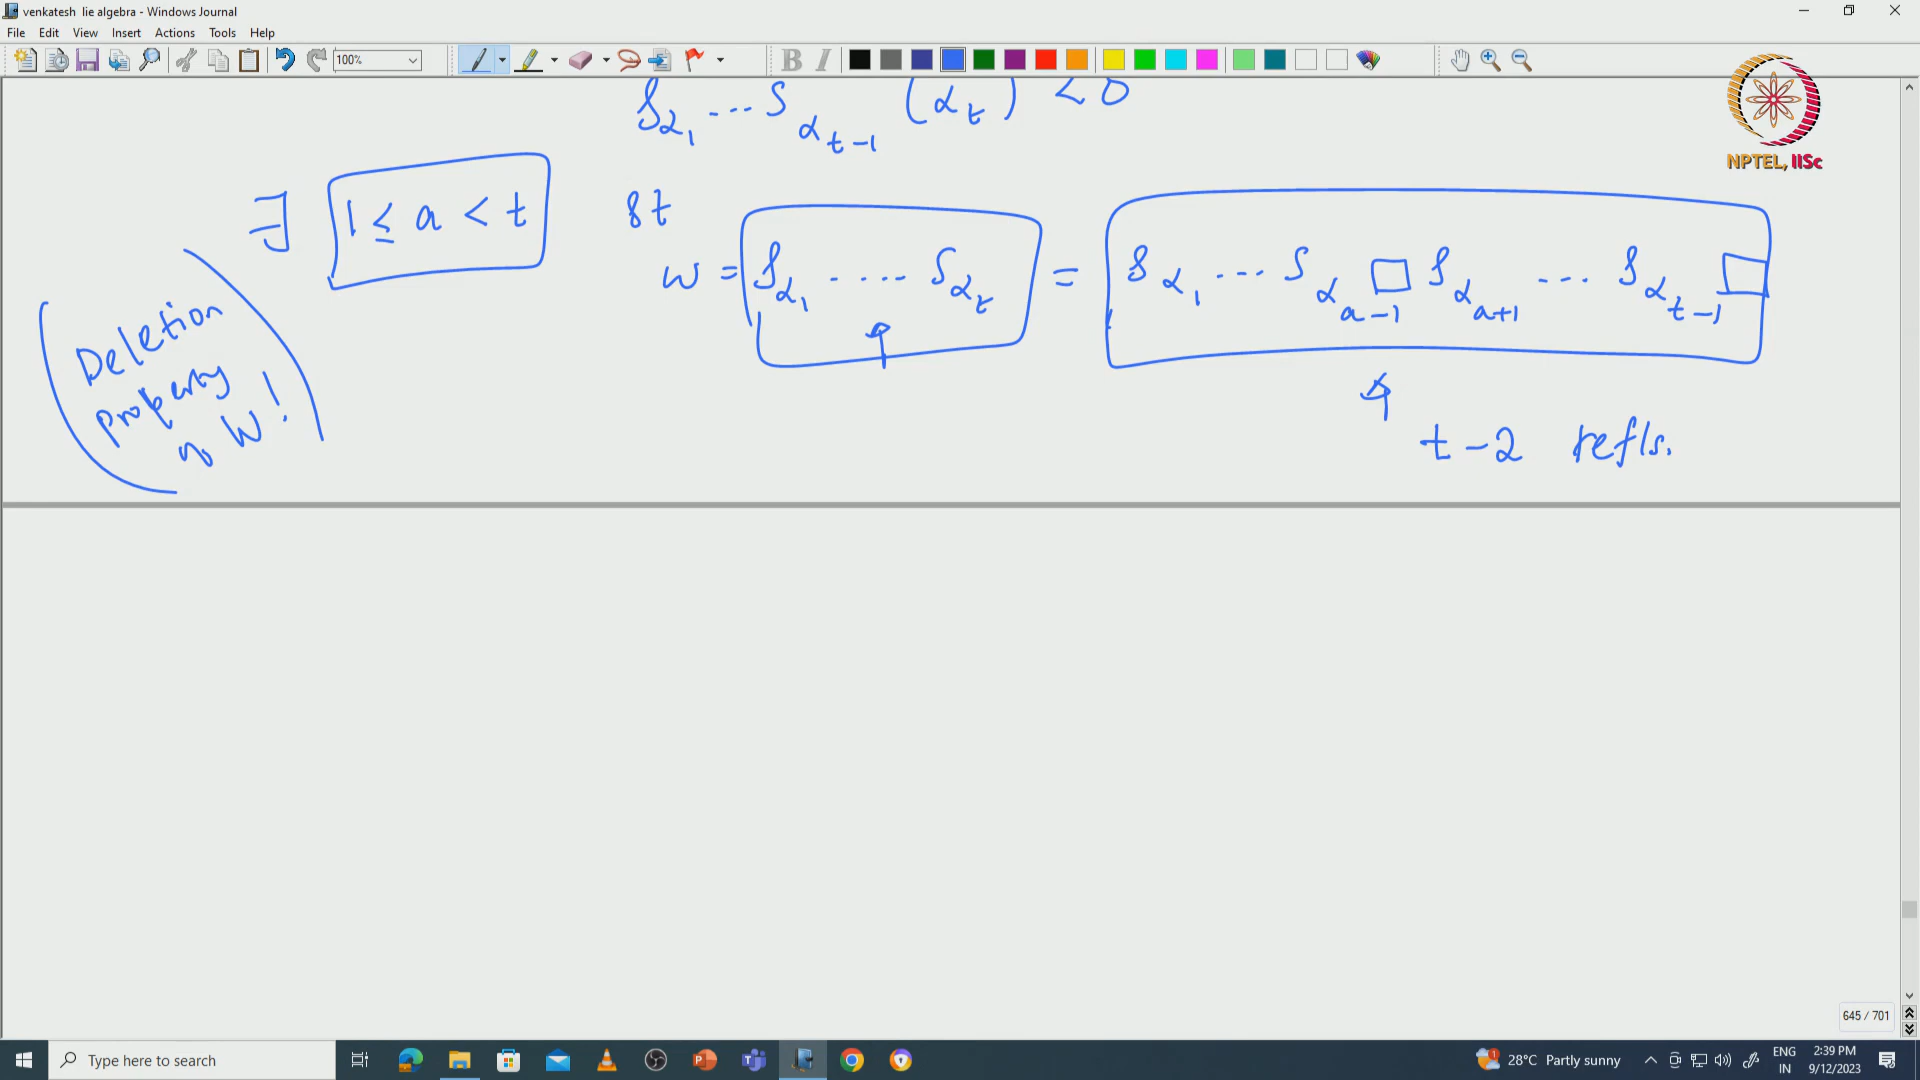 venkatesh lie algebra - Windows Journal
File Edit View Insert Actions Tools Help
100%
B I
NPTEL, IISc
S_{α_1} ... S_{α_{t-1}} (α_t) < 0
∃ 1 ≤ a < t st
w = S_{α_1} ..... S_{α_t} = S_{α_1} ... S_{α_{a-1}} □ S_{α_{a+1}} ... S_{α_{t-1}} □
Deletion
property
of W!
t-2 refls.
645 / 701
Type here to search
28°C Partly sunny
ENG
IN
2:39 PM
9/12/2023